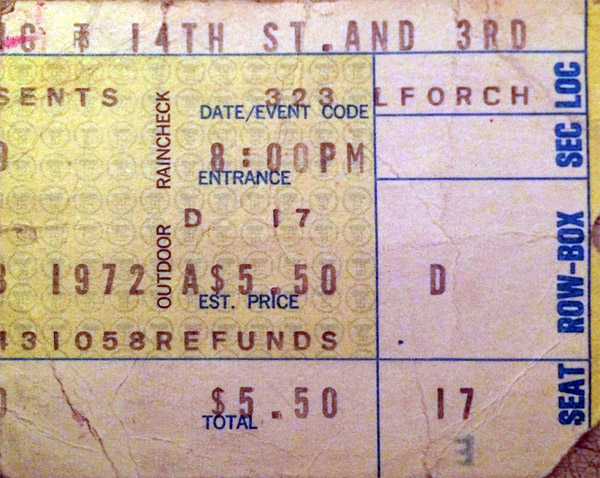 14TH ST. AND 3RD
SENTS 323 LFORCH
DATE/EVENT CODE
8:00PM
ENTRANCE
D 17
1972 A$5.50 D
EST. PRICE
431058REFUNDS
$5.50 17
TOTAL
OUTDOOR RAINCHECK
SEAT ROW-BOX SEC LOC